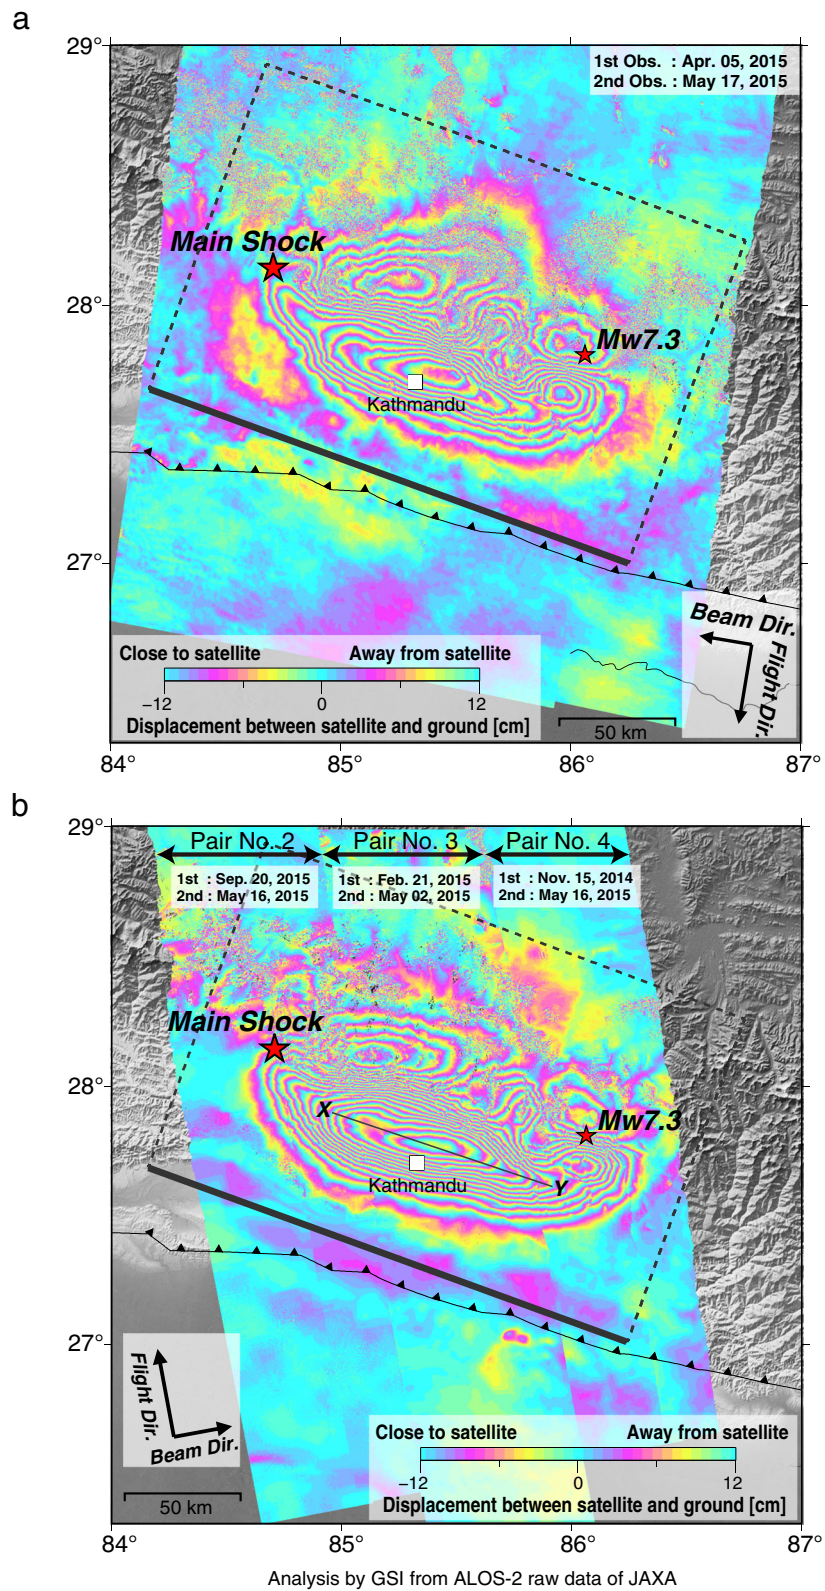 a
29°
1st Obs. : Apr. 05, 2015
2nd Obs. : May 17, 2015
Main Shock
28°
Mw7.3
Kathmandu
27°
Beam Dir.
Flight Dir.
Close to satellite Away from satellite
−12 0 12
Displacement between satellite and ground [cm]
50 km
84° 85° 86° 87°
b
29°
Pair No. 2 Pair No. 3 Pair No. 4
1st : Sep. 20, 2015
2nd : May 16, 2015
1st : Feb. 21, 2015
2nd : May 02, 2015
1st : Nov. 15, 2014
2nd : May 16, 2015
Main Shock
28°
X
Mw7.3
Kathmandu
Y
27°
Flight Dir.
Beam Dir.
50 km
Close to satellite Away from satellite
−12 0 12
Displacement between satellite and ground [cm]
84° 85° 86° 87°
Analysis by GSI from ALOS-2 raw data of JAXA